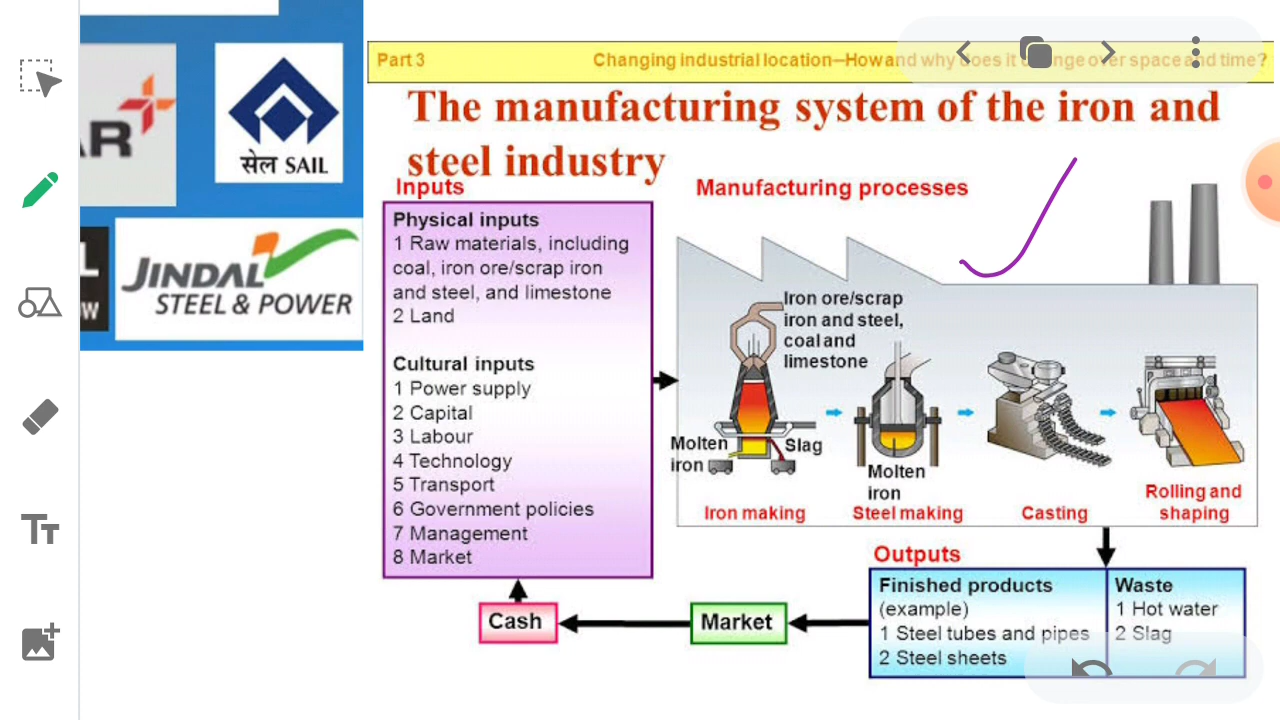 AR
सेल SAIL
L
W
JINDAL
STEEL & POWER
Part 3
Changing industrial location—How and why does it change over space and time?
The manufacturing system of the iron and
steel industry
Inputs
Physical inputs
1 Raw materials, including
coal, iron ore/scrap iron
and steel, and limestone
2 Land
Cultural inputs
1 Power supply
2 Capital
3 Labour
4 Technology
5 Transport
6 Government policies
7 Management
8 Market
Manufacturing processes
Iron ore/scrap
iron and steel,
coal and
limestone
Molten
iron
Slag
Iron making
Molten
iron
Steel making
Casting
Rolling and
shaping
Outputs
Finished products
(example)
1 Steel tubes and pipes
2 Steel sheets
Waste
1 Hot water
2 Slag
Market
Cash
Tт